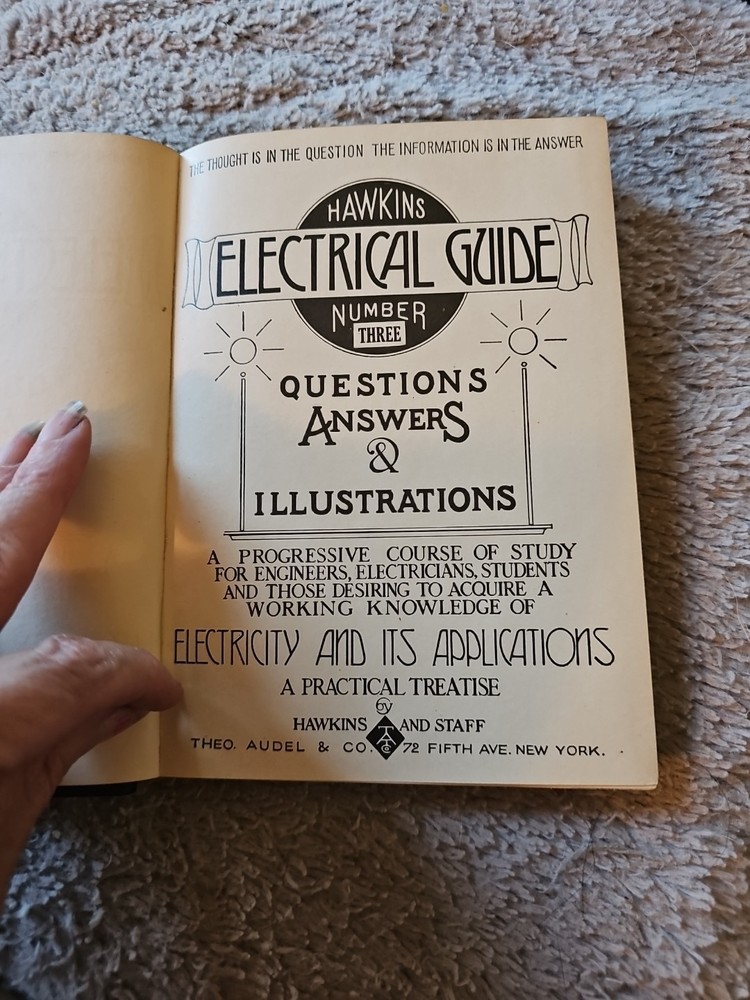 THE THOUGHT IS IN THE QUESTION THE INFORMATION IS IN THE ANSWER
HAWKINS
ELECTRICAL GUIDE
NUMBER
THREE
QUESTIONS
ANSWERS
&
ILLUSTRATIONS
A PROGRESSIVE COURSE OF STUDY
FOR ENGINEERS, ELECTRICIANS, STUDENTS
AND THOSE DESIRING TO ACQUIRE A
WORKING KNOWLEDGE OF
ELECTRICITY AND ITS APPLICATIONS
A PRACTICAL TREATISE
by
HAWKINS AND STAFF
THEO. AUDEL & CO. 72 FIFTH AVE. NEW YORK.